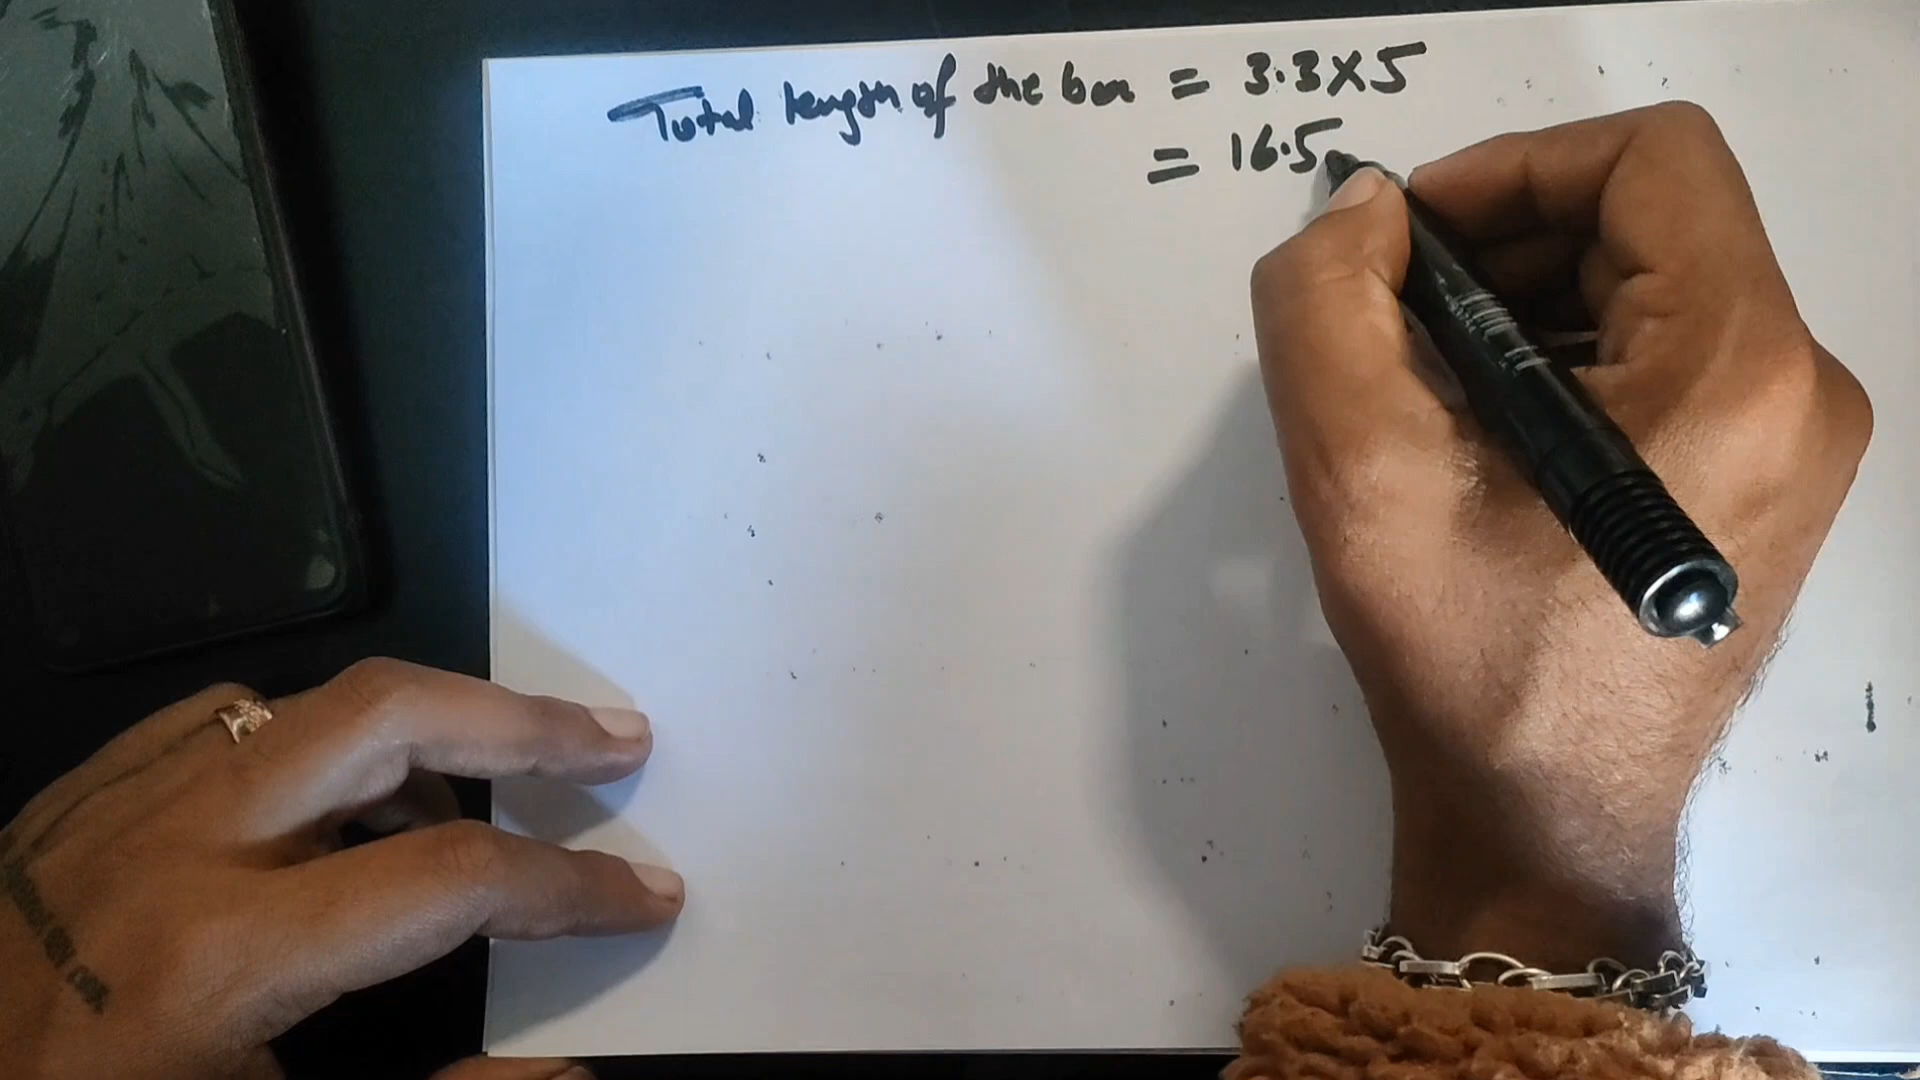 Total length of the box = 3.3×5
= 16.5